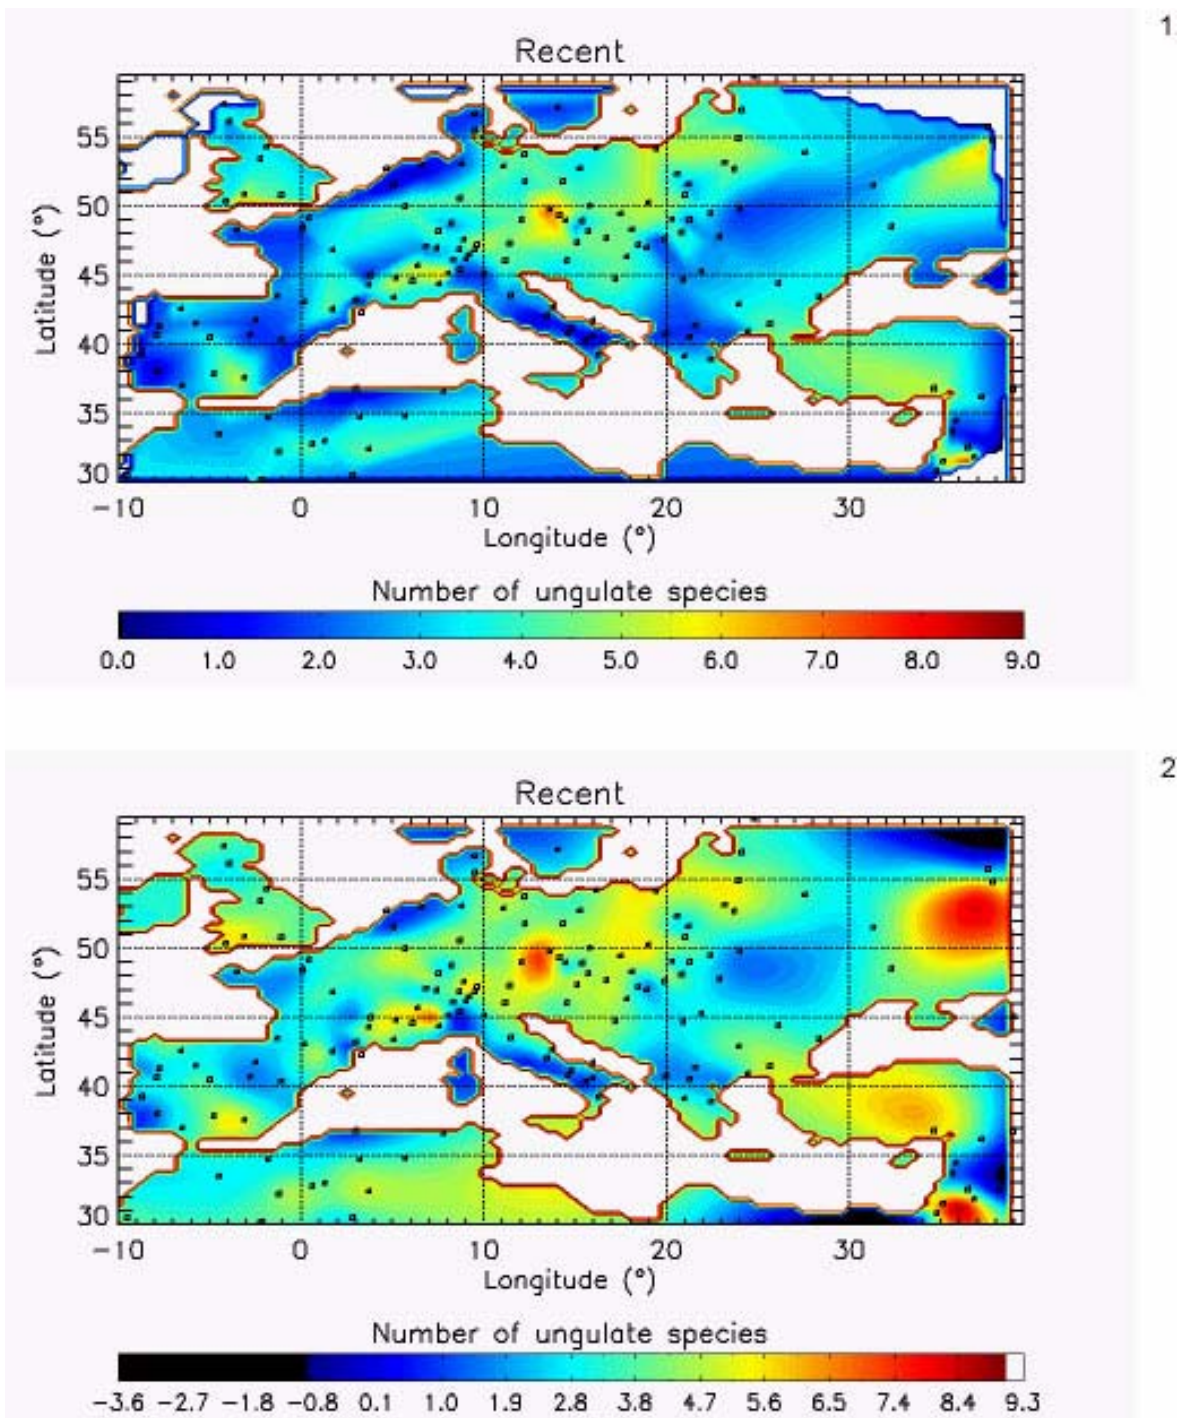 1.
Recent
55
50
45
40
35
30
Latitude (°)
-10 0 10 20 30
Longitude (°)
Number of ungulate species
0.0 1.0 2.0 3.0 4.0 5.0 6.0 7.0 8.0 9.0
2
Recent
55
50
45
40
35
30
Latitude (°)
-10 0 10 20 30
Longitude (°)
Number of ungulate species
-3.6 -2.7 -1.8 -0.8 0.1 1.0 1.9 2.8 3.8 4.7 5.6 6.5 7.4 8.4 9.3